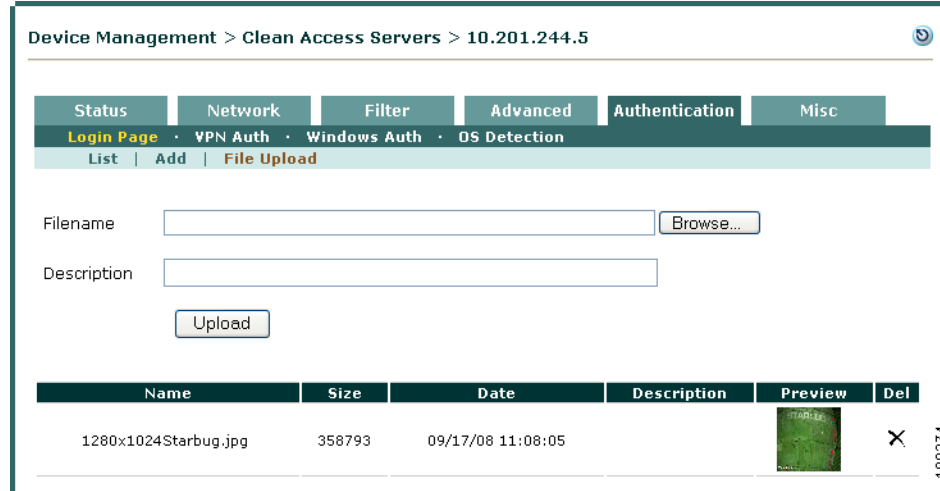 Device Management > Clean Access Servers > 10.201.244.5
Status Network Filter Advanced Authentication Misc
Login Page · VPN Auth · Windows Auth · OS Detection
List | Add | File Upload
Filename Browse...
Description
Upload
Name Size Date Description Preview Del
1280x1024Starbug.jpg 358793 09/17/08 11:08:05